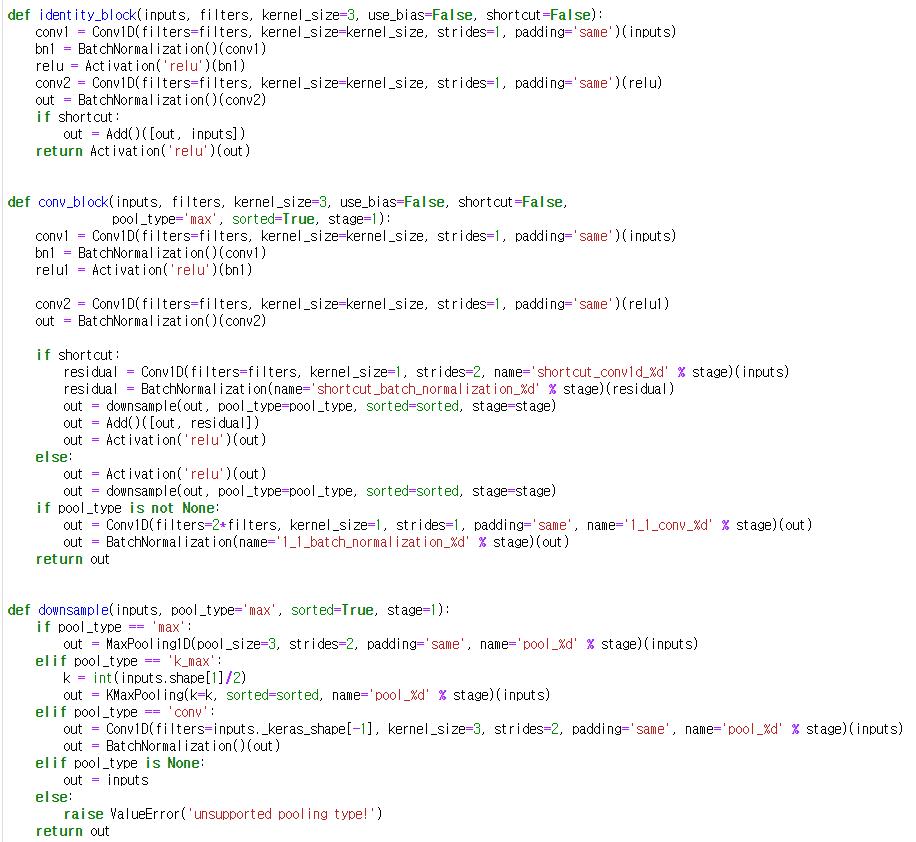 def identity_block(inputs, filters, kernel_size=3, use_bias=False, shortcut=False):
    conv1 = Conv1D(filters=filters, kernel_size=kernel_size, strides=1, padding='same')(inputs)
    bn1 = BatchNormalization()(conv1)
    relu = Activation('relu')(bn1)
    conv2 = Conv1D(filters=filters, kernel_size=kernel_size, strides=1, padding='same')(relu)
    out = BatchNormalization()(conv2)
    if shortcut:
        out = Add()([out, inputs])
    return Activation('relu')(out)


def conv_block(inputs, filters, kernel_size=3, use_bias=False, shortcut=False,
               pool_type='max', sorted=True, stage=1):
    conv1 = Conv1D(filters=filters, kernel_size=kernel_size, strides=1, padding='same')(inputs)
    bn1 = BatchNormalization()(conv1)
    relu1 = Activation('relu')(bn1)

    conv2 = Conv1D(filters=filters, kernel_size=kernel_size, strides=1, padding='same')(relu1)
    out = BatchNormalization()(conv2)

    if shortcut:
        residual = Conv1D(filters=filters, kernel_size=1, strides=2, name='shortcut_conv1d_%d' % stage)(inputs)
        residual = BatchNormalization(name='shortcut_batch_normalization_%d' % stage)(residual)
        out = downsample(out, pool_type=pool_type, sorted=sorted, stage=stage)
        out = Add()([out, residual])
        out = Activation('relu')(out)
    else:
        out = Activation('relu')(out)
        out = downsample(out, pool_type=pool_type, sorted=sorted, stage=stage)
    if pool_type is not None:
        out = Conv1D(filters=2*filters, kernel_size=1, strides=1, padding='same', name='1_1_conv_%d' % stage)(out)
        out = BatchNormalization(name='1_1_batch_normalization_%d' % stage)(out)
    return out


def downsample(inputs, pool_type='max', sorted=True, stage=1):
    if pool_type == 'max':
        out = MaxPooling1D(pool_size=3, strides=2, padding='same', name='pool_%d' % stage)(inputs)
    elif pool_type == 'k_max':
        k = int(inputs.shape[1]/2)
        out = KMaxPooling(k=k, sorted=sorted, name='pool_%d' % stage)(inputs)
    elif pool_type == 'conv':
        out = Conv1D(filters=inputs._keras_shape[-1], kernel_size=3, strides=2, padding='same', name='pool_%d' % stage)(inputs)
        out = BatchNormalization()(out)
    elif pool_type is None:
        out = inputs
    else:
        raise ValueError('unsupported pooling type!')
    return out